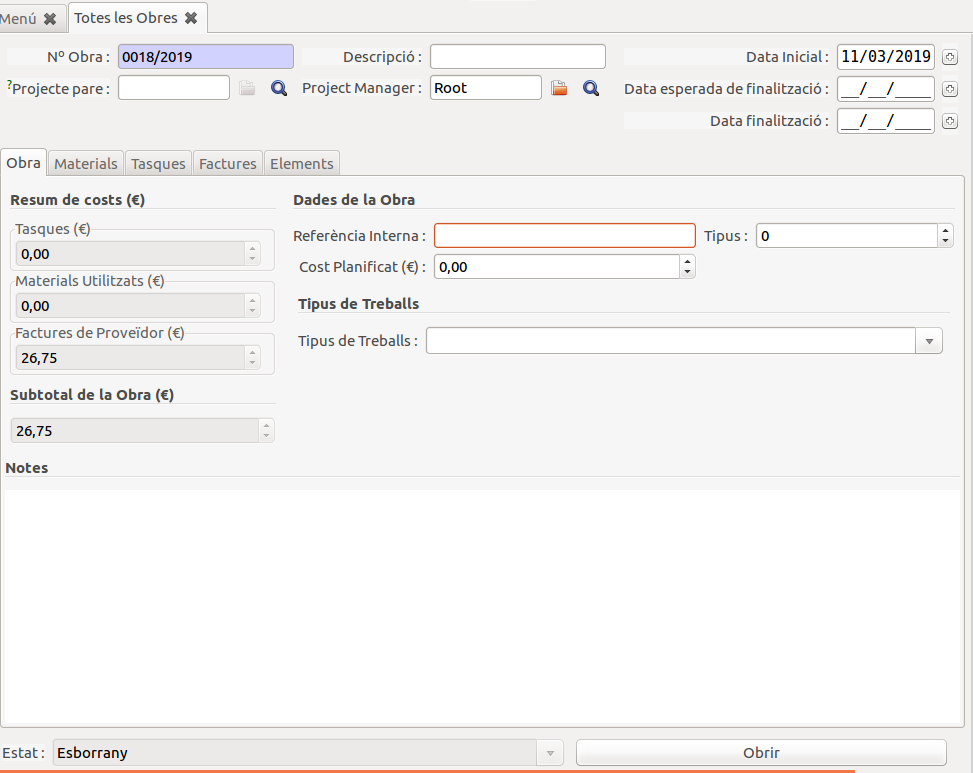 Menú ✖ Totes les Obres ✖
Nº Obra : 0018/2019 Descripció : Data Inicial : 11/03/2019
?Projecte pare : Project Manager : Root Data esperada de finalització : __/__/____
Data finalització : __/__/____
Obra Materials Tasques Factures Elements
Resum de costs (€) Dades de la Obra
Tasques (€)
0,00
Referència Interna : Tipus : 0
Materials Utilitzats (€)
0,00
Cost Planificat (€) : 0,00
Tipus de Treballs
Factures de Proveïdor (€)
26,75
Tipus de Treballs :
Subtotal de la Obra (€)
26,75
Notes
Estat : Esborrany Obrir